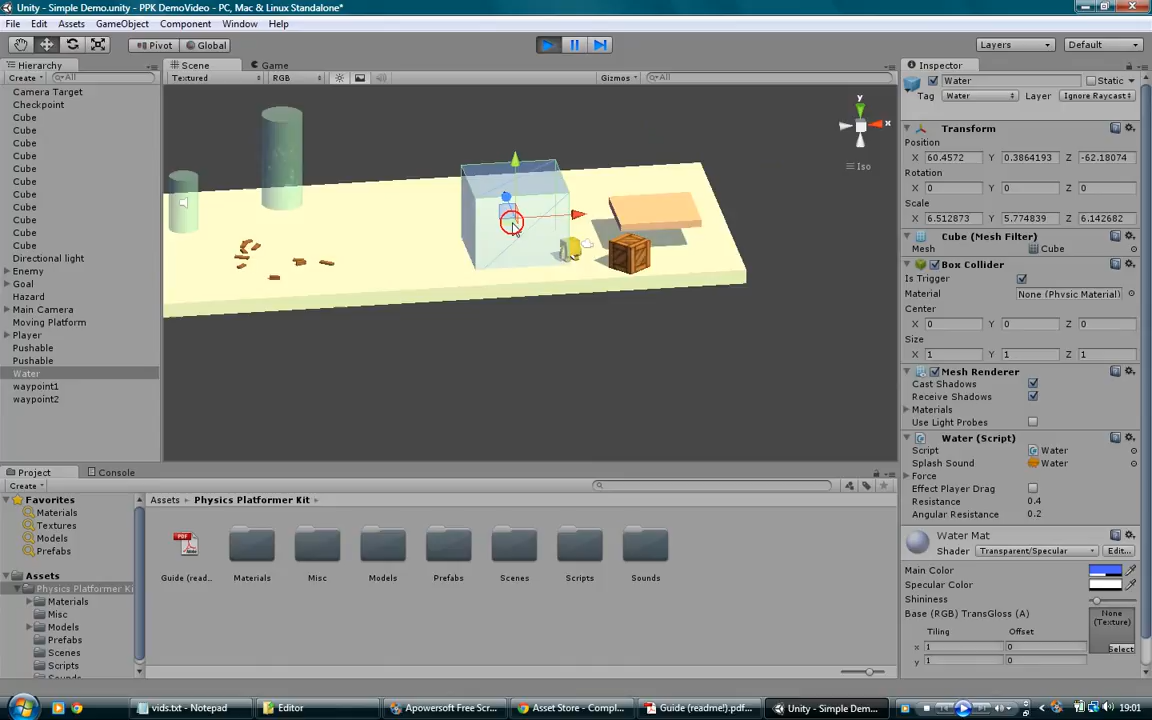 Unity - Simple Demo.unity - PPK DemoVideo - PC, Mac & Linux Standalone*
File Edit Assets GameObject Component Window Help
Pivot Global Layers Default
Hierarchy
Create All
Camera Target
Checkpoint
Cube
Cube
Cube
Cube
Cube
Cube
Cube
Cube
Cube
Cube
Cube
Directional light
Enemy
Goal
Hazard
Main Camera
Moving Platform
Player
Pushable
Pushable
Water
waypoint1
waypoint2
Scene Game
Textured RGB Gizmos All
y
x
Iso
Inspector
Water Static
Tag Water Layer Ignore Raycast
Transform
Position
X 60.4572 Y 0.3864193 Z -62.18074
Rotation
X 0 Y 0 Z 0
Scale
X 6.512873 Y 5.774839 Z 6.142682
Cube (Mesh Filter)
Mesh Cube
Box Collider
Is Trigger
Material None (Physic Material)
Center
X 0 Y 0 Z 0
Size
X 1 Y 1 Z 1
Mesh Renderer
Cast Shadows
Receive Shadows
Materials
Use Light Probes
Water (Script)
Script Water
Splash Sound Water
Force
Effect Player Drag
Resistance 0.4
Angular Resistance 0.2
Water Mat
Shader Transparent/Specular Edit...
Main Color
Specular Color
Shininess
Base (RGB) TransGloss (A)
None
(Texture)
Tiling Offset
x 1 0
y 1 0
Select
Project Console
Create
Favorites
Materials
Textures
Models
Prefabs
Assets
Physics Platformer Ki
Materials
Misc
Models
Prefabs
Scenes
Scripts
Sounds
Assets Physics Platformer Kit
Guide (read... Materials Misc Models Prefabs Scenes Scripts Sounds
vids.txt - Notepad Editor Apowersoft Free Scr... Asset Store - Compl... Guide (readme!).pdf... Unity - Simple Dem... 19:01